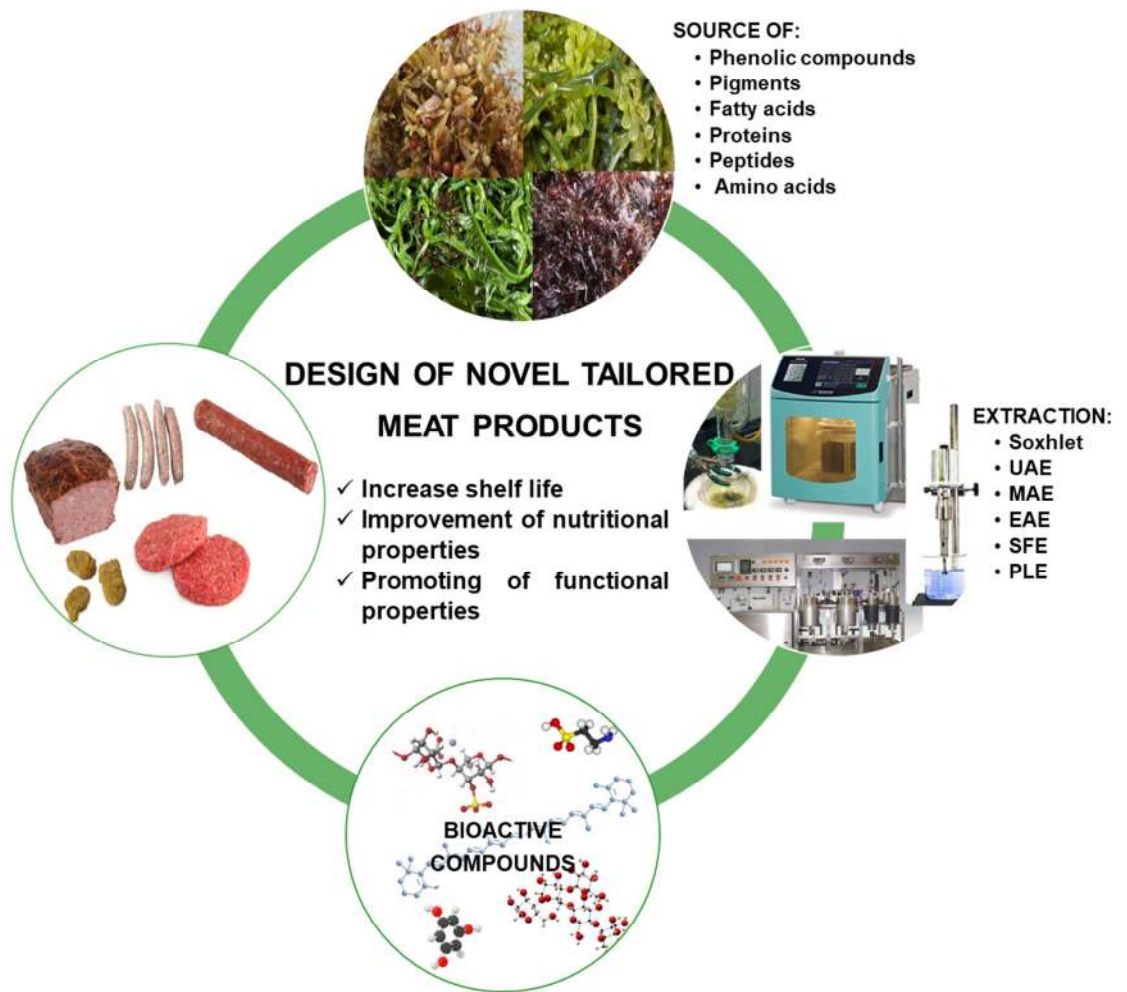 SOURCE OF:
• Phenolic compounds
• Pigments
• Fatty acids
• Proteins
• Peptides
• Amino acids
DESIGN OF NOVEL TAILORED
MEAT PRODUCTS
✓ Increase shelf life
✓ Improvement of nutritional
properties
✓ Promoting of functional
properties
EXTRACTION:
• Soxhlet
• UAE
• MAE
• EAE
• SFE
• PLE
BIOACTIVE
COMPOUNDS